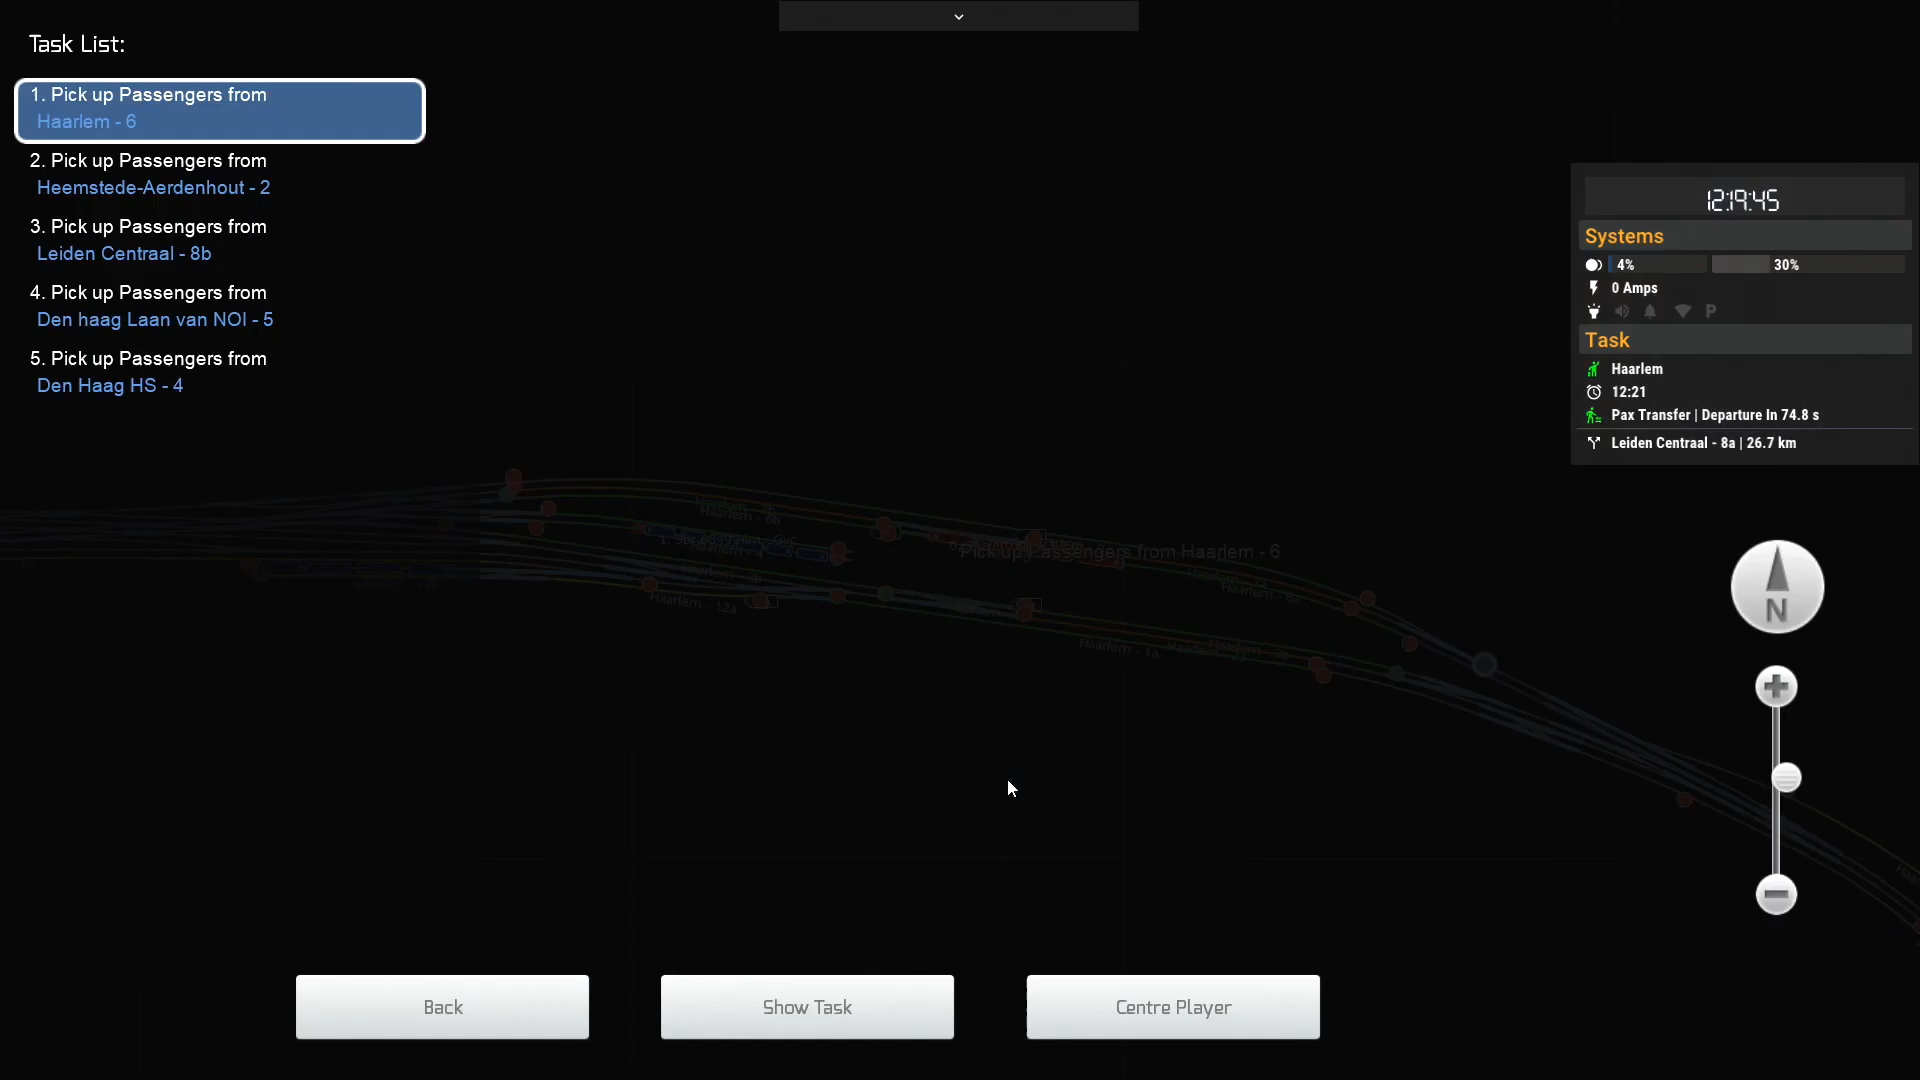 Task List:
1. Pick up Passengers from
Haarlem - 6
2. Pick up Passengers from
Heemstede-Aerdenhout - 2
3. Pick up Passengers from
Leiden Centraal - 8b
4. Pick up Passengers from
Den haag Laan van NOI - 5
5. Pick up Passengers from
Den Haag HS - 4
12:19:45
Systems
4%
30%
0 Amps
P
Task
Haarlem
12:21
Pax Transfer | Departure In 74.8 s
Leiden Centraal - 8a | 26.7 km
Pick up Passengers from Haarlem - 6
Haarlem - 12a
Haarlem - 1a
N
Back
Show Task
Centre Player